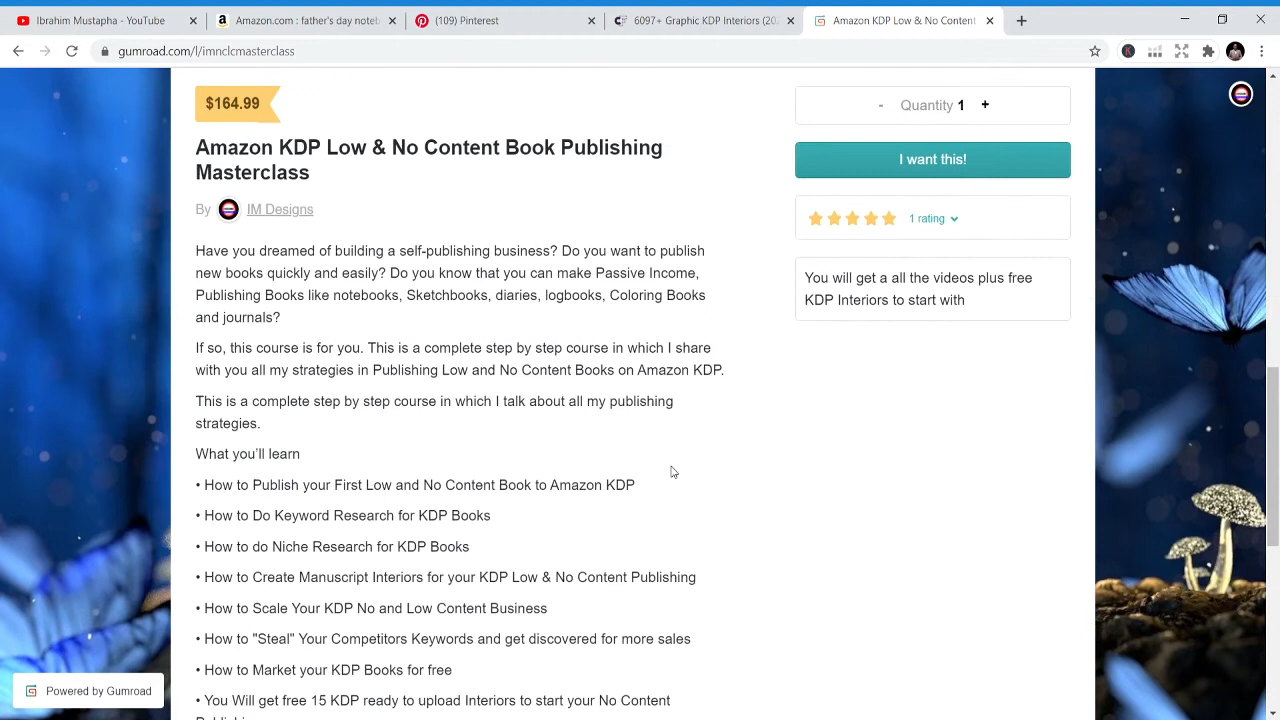 Ibrahim Mustapha - YouTube
Amazon.com : father's day noteb
(109) Pinterest
6097+ Graphic KDP Interiors (202
Amazon KDP Low & No Content
gumroad.com/l/imnclcmasterclass
$164.99
Amazon KDP Low & No Content Book Publishing
Masterclass
By IM Designs
Have you dreamed of building a self-publishing business? Do you want to publish
new books quickly and easily? Do you know that you can make Passive Income,
Publishing Books like notebooks, Sketchbooks, diaries, logbooks, Coloring Books
and journals?
If so, this course is for you. This is a complete step by step course in which I share
with you all my strategies in Publishing Low and No Content Books on Amazon KDP.
This is a complete step by step course in which I talk about all my publishing
strategies.
What you'll learn
• How to Publish your First Low and No Content Book to Amazon KDP
• How to Do Keyword Research for KDP Books
• How to do Niche Research for KDP Books
• How to Create Manuscript Interiors for your KDP Low & No Content Publishing
• How to Scale Your KDP No and Low Content Business
• How to "Steal" Your Competitors Keywords and get discovered for more sales
• How to Market your KDP Books for free
• You Will get free 15 KDP ready to upload Interiors to start your No Content
- Quantity 1 +
I want this!
1 rating
You will get a all the videos plus free
KDP Interiors to start with
Powered by Gumroad